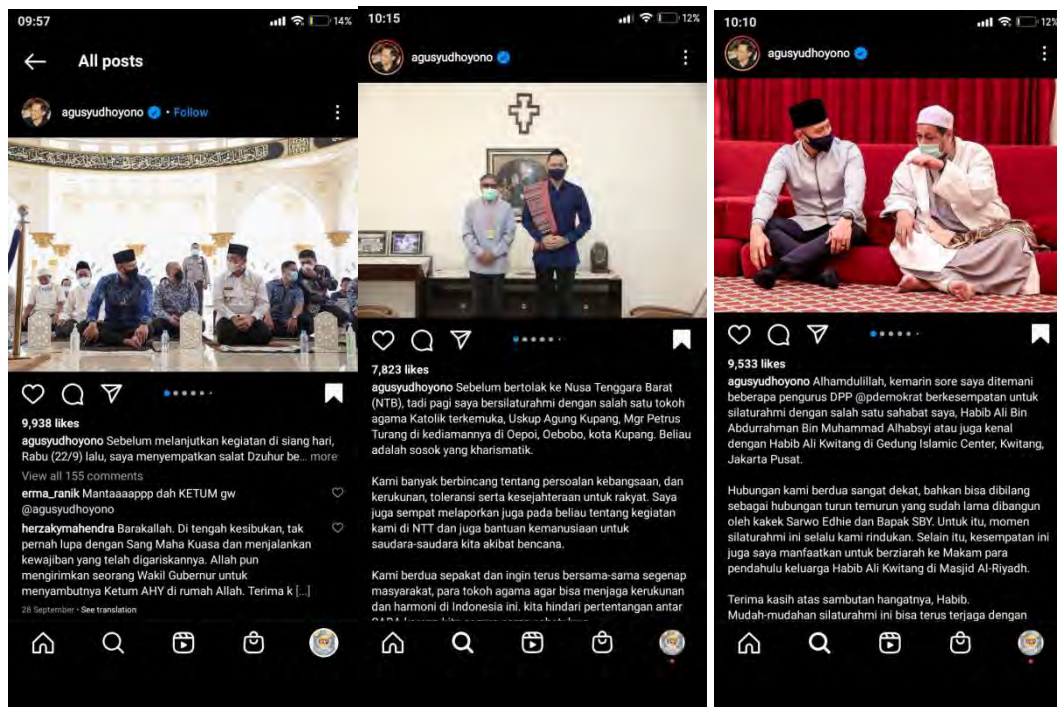 09:57
14%
All posts
agusyudhoyono • Follow
9,938 likes
agusyudhoyono Sebelum melanjutkan kegiatan di siang hari,
Rabu (22/9) lalu, saya menyempatkan salat Dzuhur be... more
View all 155 comments
erma_ranik Mantaaaappp dah KETUM gw
@agusyudhoyono
herzakymahendra Barakallah. Di tengah kesibukan, tak
pernah lupa dengan Sang Maha Kuasa dan menjalankan
kewajiban yang telah digariskannya. Allah pun
mengirimkan seorang Wakil Gubernur untuk
menyambutnya Ketum AHY di rumah Allah. Terima k [...]
28 September • See translation
10:15
12%
agusyudhoyono
7,823 likes
agusyudhoyono Sebelum bertolak ke Nusa Tenggara Barat
(NTB), tadi pagi saya bersilaturahmi dengan salah satu tokoh
agama Katolik terkemuka, Uskup Agung Kupang, Mgr Petrus
Turang di kediamannya di Oepoi, Oebobo, kota Kupang. Beliau
adalah sosok yang kharismatik.
Kami banyak berbincang tentang persoalan kebangsaan, dan
kerukunan, toleransi serta kesejahteraan untuk rakyat. Saya
juga sempat melaporkan juga pada beliau tentang kegiatan
kami di NTT dan juga bantuan kemanusiaan untuk
saudara-saudara kita akibat bencana.
Kami berdua sepakat dan ingin terus bersama-sama segenap
masyarakat, para tokoh agama agar bisa menjaga kerukunan
dan harmoni di Indonesia ini. kita hindari pertentangan antar
10:10
12%
agusyudhoyono
9,533 likes
agusyudhoyono Alhamdulillah, kemarin sore saya ditemani
beberapa pengurus DPP @pdemokrat berkesempatan untuk
silaturahmi dengan salah satu sahabat saya, Habib Ali Bin
Abdurrahman Bin Muhammad Alhabsyi atau juga kenal
dengan Habib Ali Kwitang di Gedung Islamic Center, Kwitang,
Jakarta Pusat.
Hubungan kami berdua sangat dekat, bahkan bisa dibilang
sebagai hubungan turun temurun yang sudah lama dibangun
oleh kakek Sarwo Edhie dan Bapak SBY. Untuk itu, momen
silaturahmi ini selalu kami rindukan. Selain itu, kesempatan ini
juga saya manfaatkan untuk berziarah ke Makam para
pendahulu keluarga Habib Ali Kwitang di Masjid Al-Riyadh.
Terima kasih atas sambutan hangatnya, Habib.
Mudah-mudahan silaturahmi ini bisa terus terjaga dengan